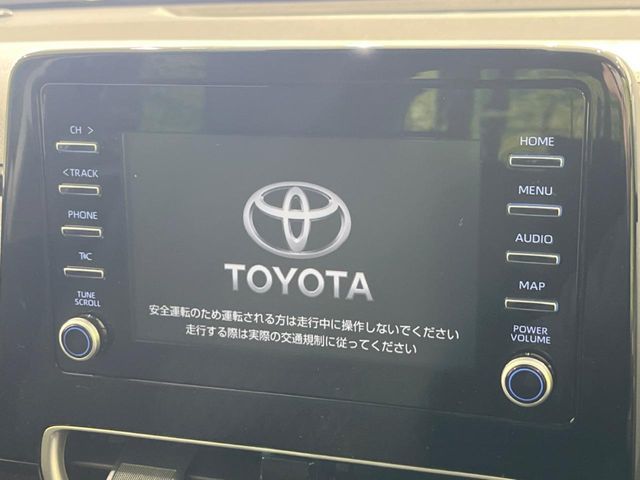 CH >
< TRACK
PHONE
TC
TUNE
SCROLL
TOYOTA
安全運転のため運転される方は走行中に操作しないでください
走行する際は実際の交通規制に従ってください
HOME
MENU
AUDIO
MAP
POWER
VOLUME